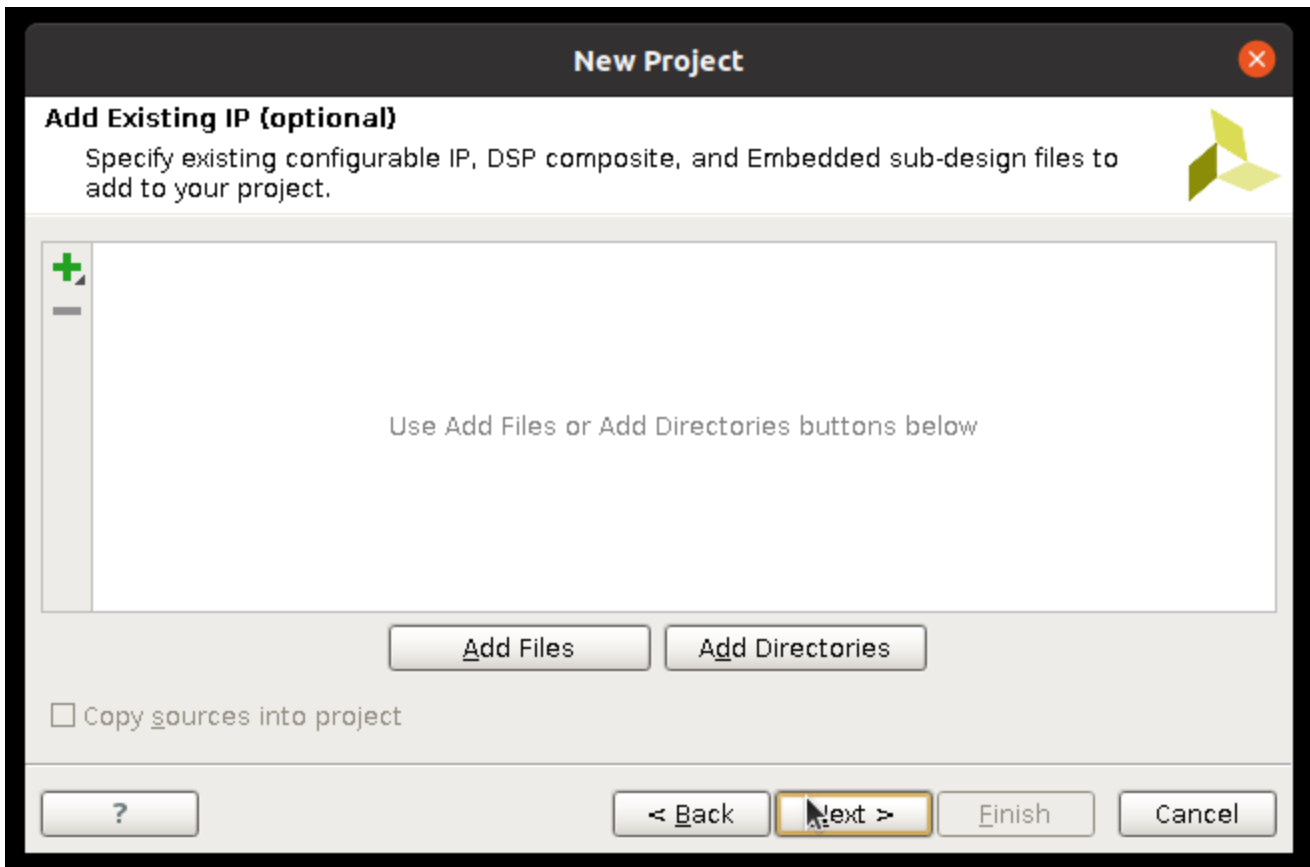 New Project
Add Existing IP (optional)
Specify existing configurable IP, DSP composite, and Embedded sub-design files to
add to your project.
Use Add Files or Add Directories buttons below
Add Files
Add Directories
Copy sources into project
?
< Back
Next >
Finish
Cancel